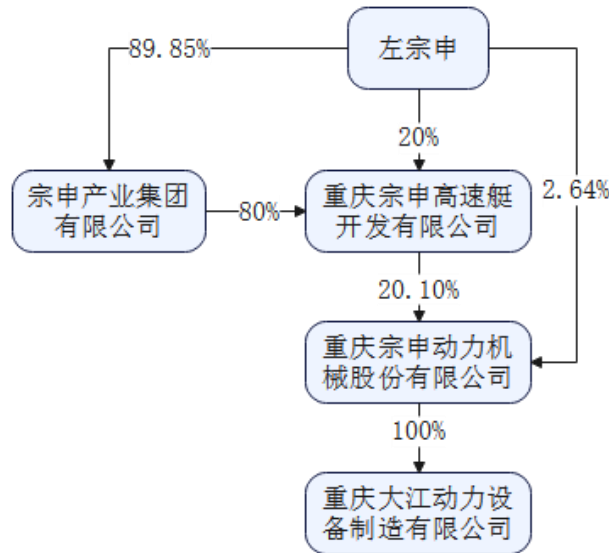 89.85%
左宗申
20%
宗申产业集团
有限公司
80%
重庆宗申高速艇
开发有限公司
2.64%
20.10%
重庆宗申动力机
械股份有限公司
100%
重庆大江动力设
备制造有限公司